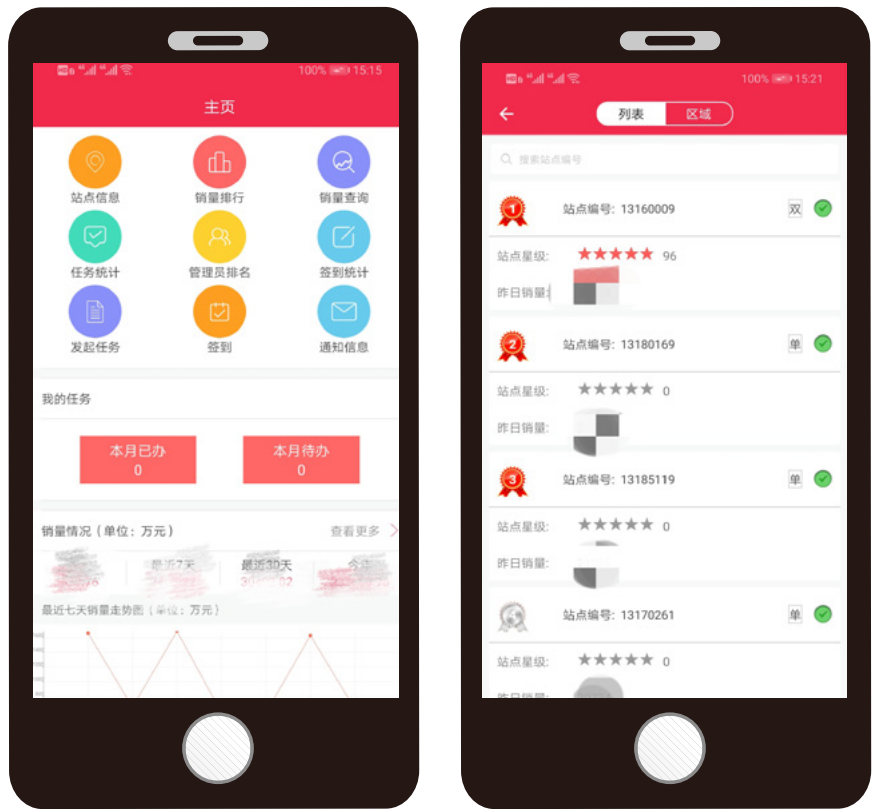 100% 15:15
主页
站点信息 销量排行 销量查询
任务统计 管理员排名 签到统计
发起任务 签到 通知信息
我的任务
本月已办 本月待办
0 0
销量情况（单位：万元） 查看更多
最近7天 最近30天
最近七天销量走势图（单位：万元）
100% 15:21
列表 区域
搜索站点编号
1 站点编号: 13160009 双
站点星级: 96
昨日销量:
2 站点编号: 13180169 单
站点星级: 0
昨日销量:
3 站点编号: 13185119 单
站点星级: 0
昨日销量:
站点编号: 13170261 单
站点星级: 0
昨日销量: